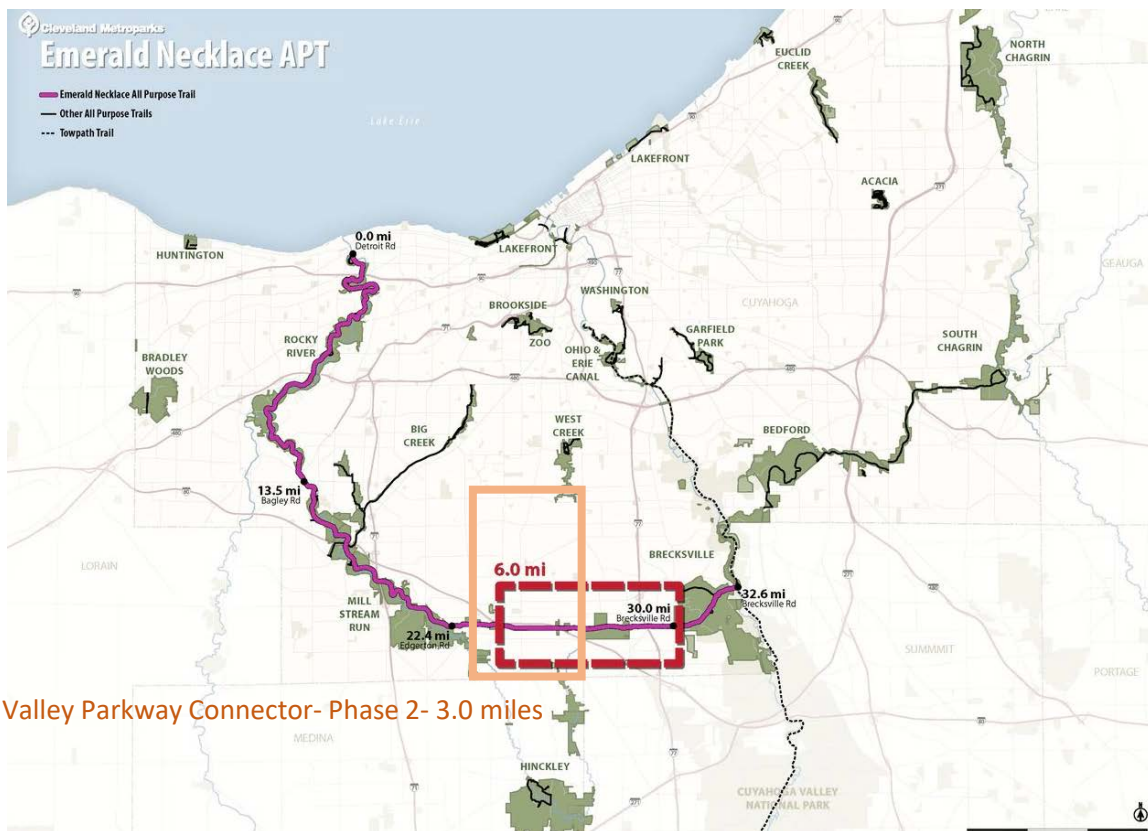 Cleveland Metroparks
Emerald Necklace APT
Emerald Necklace All Purpose Trail
Other All Purpose Trails
Towpath Trail
Lake Erie
NORTH
CHAGRIN
EUCLID
CREEK
LAKEFRONT
ACACIA
0.0 mi
Detroit Rd
HUNTINGTON
LAKEFRONT
GEAUGA
WASHINGTON
CUYAHOGA
BROOKSIDE
ZOO
ROCKY
RIVER
GARFIELD
PARK
SOUTH
CHAGRIN
OHIO &
ERIE
CANAL
BRADLEY
WOODS
BIG
CREEK
WEST
CREEK
BEDFORD
13.5 mi
Bagley Rd
LORAIN
BRECKSVILLE
6.0 mi
32.6 mi
Brecksville Rd
MILL
STREAM
RUN
30.0 mi
Brecksville Rd
22.4 mi
Edgerton Rd
SUMMMIT
PORTAGE
Valley Parkway Connector- Phase 2- 3.0 miles
MEDINA
HINCKLEY
CUYAHOGA VALLEY
NATIONAL PARK